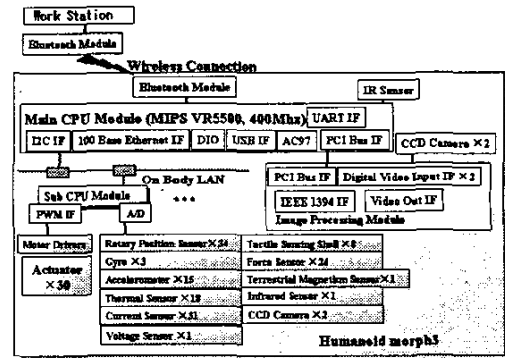 Work Station
Bluetooth Module
Wireless Connection
Bluetooth Module
IR Sensor
Main CPU Module (MIPS VR5500, 400Mhz) UART IF
I2C IF 100 Base Ethernet IF DIO USB IF AC97 PCI Bus IF
CCD Camera ×2
On Body LAN
Sub CPU Module
PWM IF A/D
PCI Bus IF Digital Video Input IF × 2
IEEE 1394 IF Video Out IF
Image Processing Module
Motor Drivers
Actuator
×30
Rotary Position Sensor×34
Gyro ×3
Accelerometer ×15
Thermal Sensor ×18
Current Sensor ×31
Voltage Sensor ×1
Tactile Sensing Shell ×8
Force Sensor ×24
Terrestrial Magnetism Sensor×1
Infrared Sensor ×1
CCD Camera ×2
Humanoid morph3